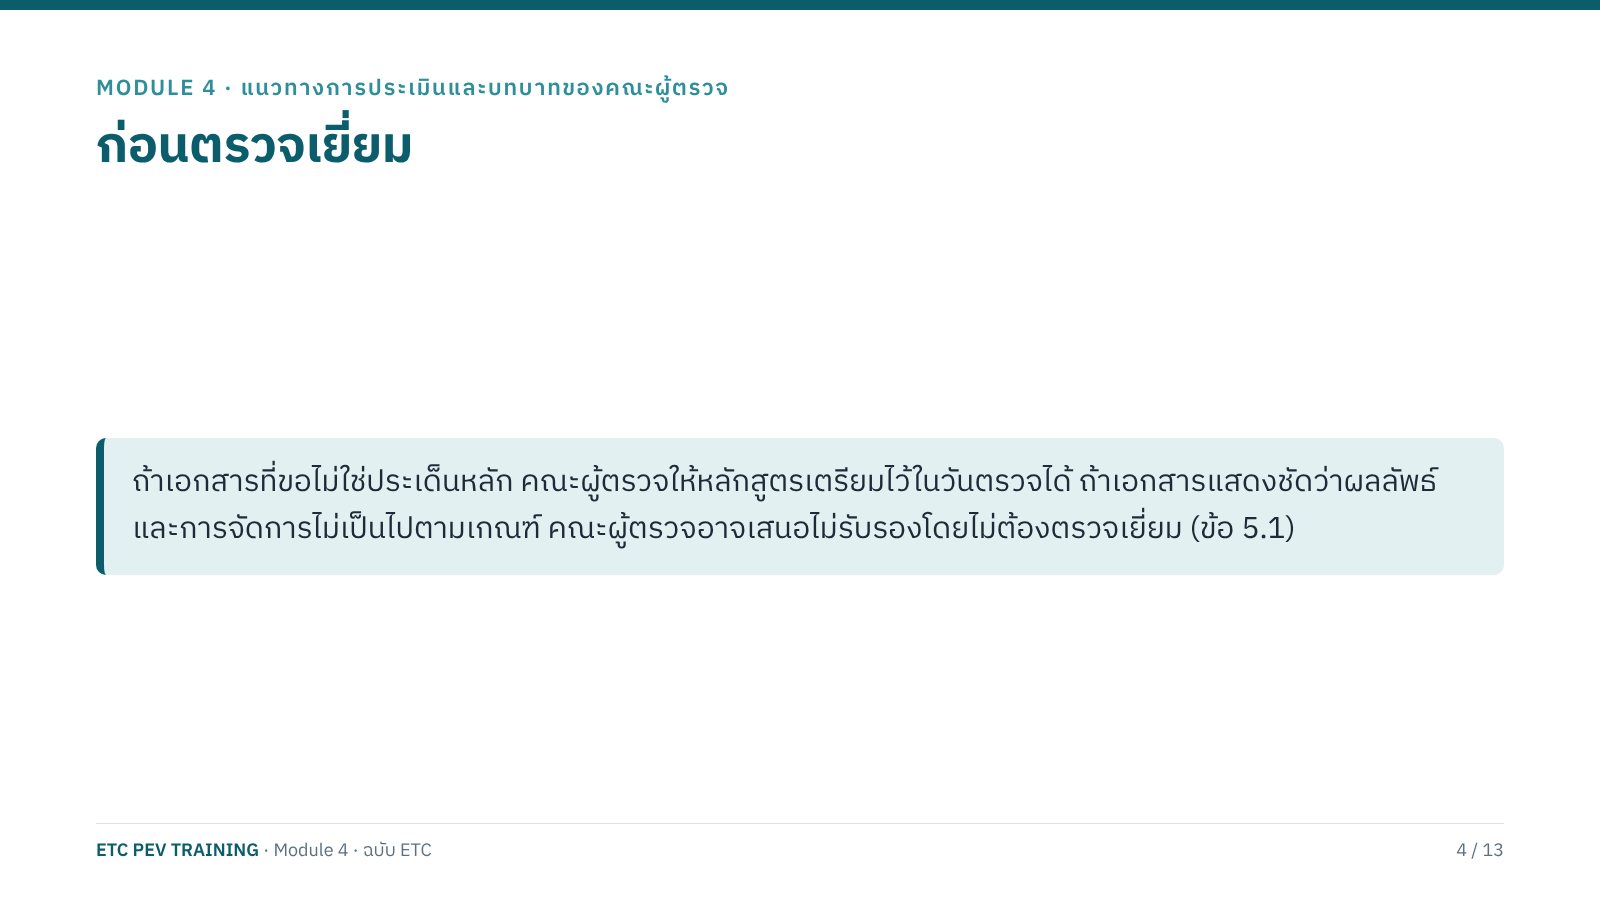 MODULE 4 · แนวทางการประเมินและบทบาทของคณะผู้ตรวจ
ก่อนตรวจเยี่ยม
ถ้าเอกสารที่ขอไม่ใช่ประเด็นหลัก คณะผู้ตรวจให้หลักสูตรเตรียมไว้ในวันตรวจได้ ถ้าเอกสารแสดงชัดว่าผลลัพธ์
และการจัดการไม่เป็นไปตามเกณฑ์ คณะผู้ตรวจอาจเสนอไม่รับรองโดยไม่ต้องตรวจเยี่ยม (ข้อ 5.1)
ETC PEV TRAINING · Module 4 · ฉบับ ETC
4 / 13